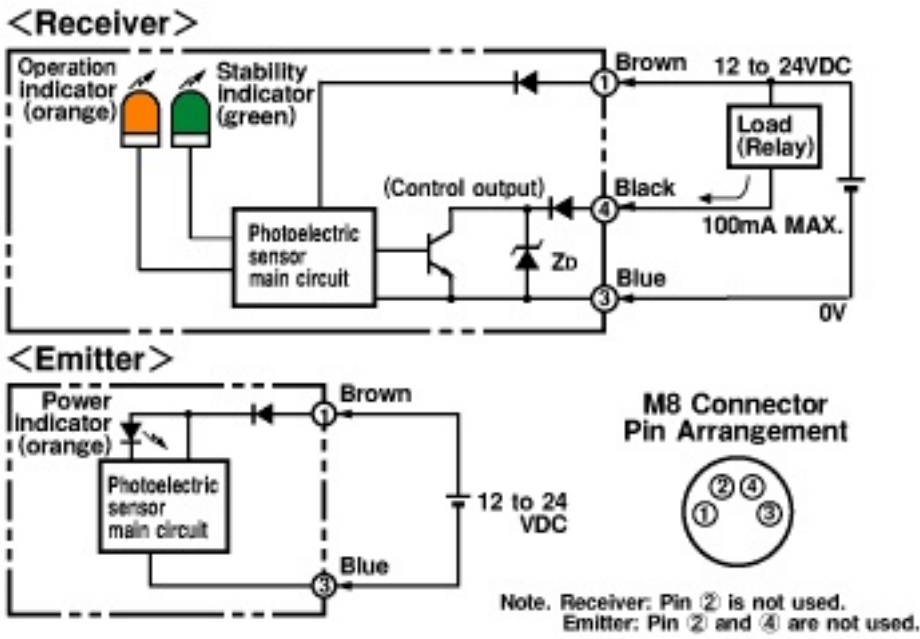 <Receiver>
Operation
indicator
(orange)
Stability
indicator
(green)
Brown
①
12 to 24VDC
Load
(Relay)
(Control output)
Black
④
100mA MAX.
Photoelectric
sensor
main circuit
ZD
Blue
③
0V
<Emitter>
Power
indicator
(orange)
Brown
①
Photoelectric
sensor
main circuit
12 to 24
VDC
Blue
③
M8 Connector
Pin Arrangement
② ④
① ③
Note. Receiver: Pin ② is not used.
Emitter: Pin ② and ④ are not used.